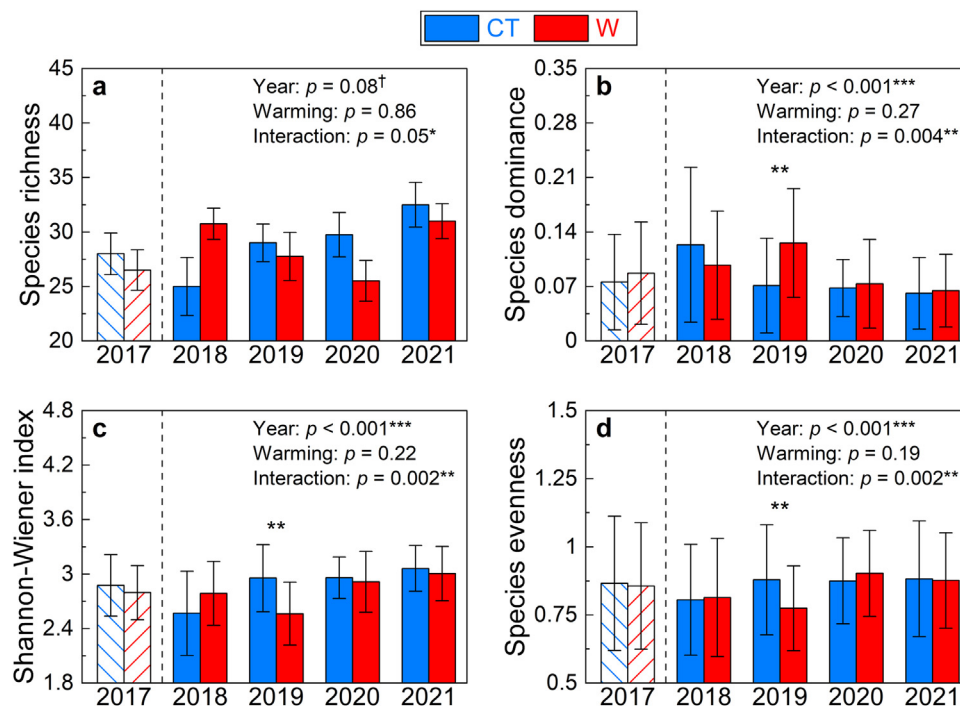 CT W
a
Year: p = 0.08†
Warming: p = 0.86
Interaction: p = 0.05*
Species richness
45
40
35
30
25
20
2017 2018 2019 2020 2021
b
Year: p < 0.001***
Warming: p = 0.27
Interaction: p = 0.004**
**
Species dominance
0.35
0.28
0.21
0.14
0.07
0
2017 2018 2019 2020 2021
c
Year: p < 0.001***
Warming: p = 0.22
Interaction: p = 0.002**
**
Shannon-Wiener index
4.8
4.2
3.6
3
2.4
1.8
2017 2018 2019 2020 2021
d
Year: p < 0.001***
Warming: p = 0.19
Interaction: p = 0.002**
**
Species evenness
1.5
1.25
1
0.75
0.5
2017 2018 2019 2020 2021